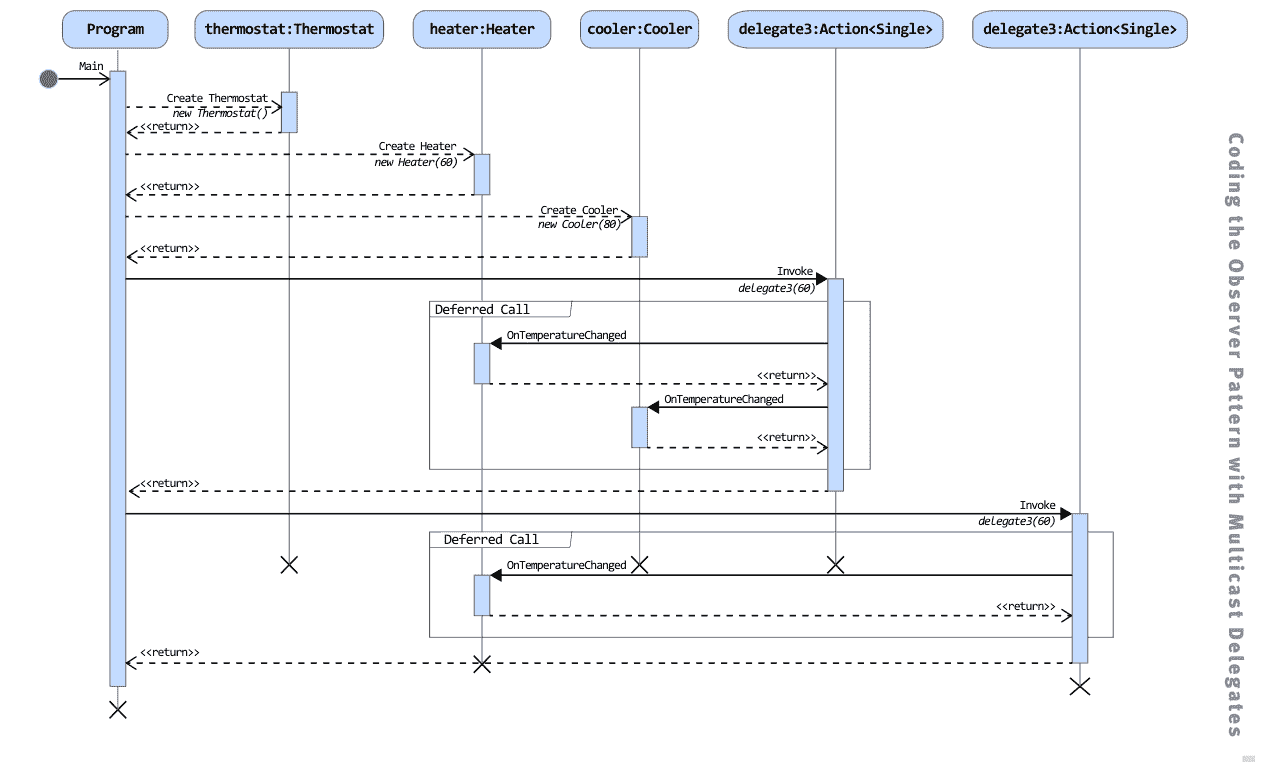 Program
thermostat:Thermostat
heater:Heater
cooler:Cooler
delegate3:Action<Single>
delegate3:Action<Single>
Main
Create Thermostat
new Thermostat()
<<return>>
Create Heater
new Heater(60)
<<return>>
Create Cooler
new Cooler(80)
<<return>>
Invoke
delegate3(60)
Deferred Call
OnTemperatureChanged
<<return>>
OnTemperatureChanged
<<return>>
<<return>>
Invoke
delegate3(60)
Deferred Call
OnTemperatureChanged
<<return>>
<<return>>
Coding the Observer Pattern with Multicast Delegates